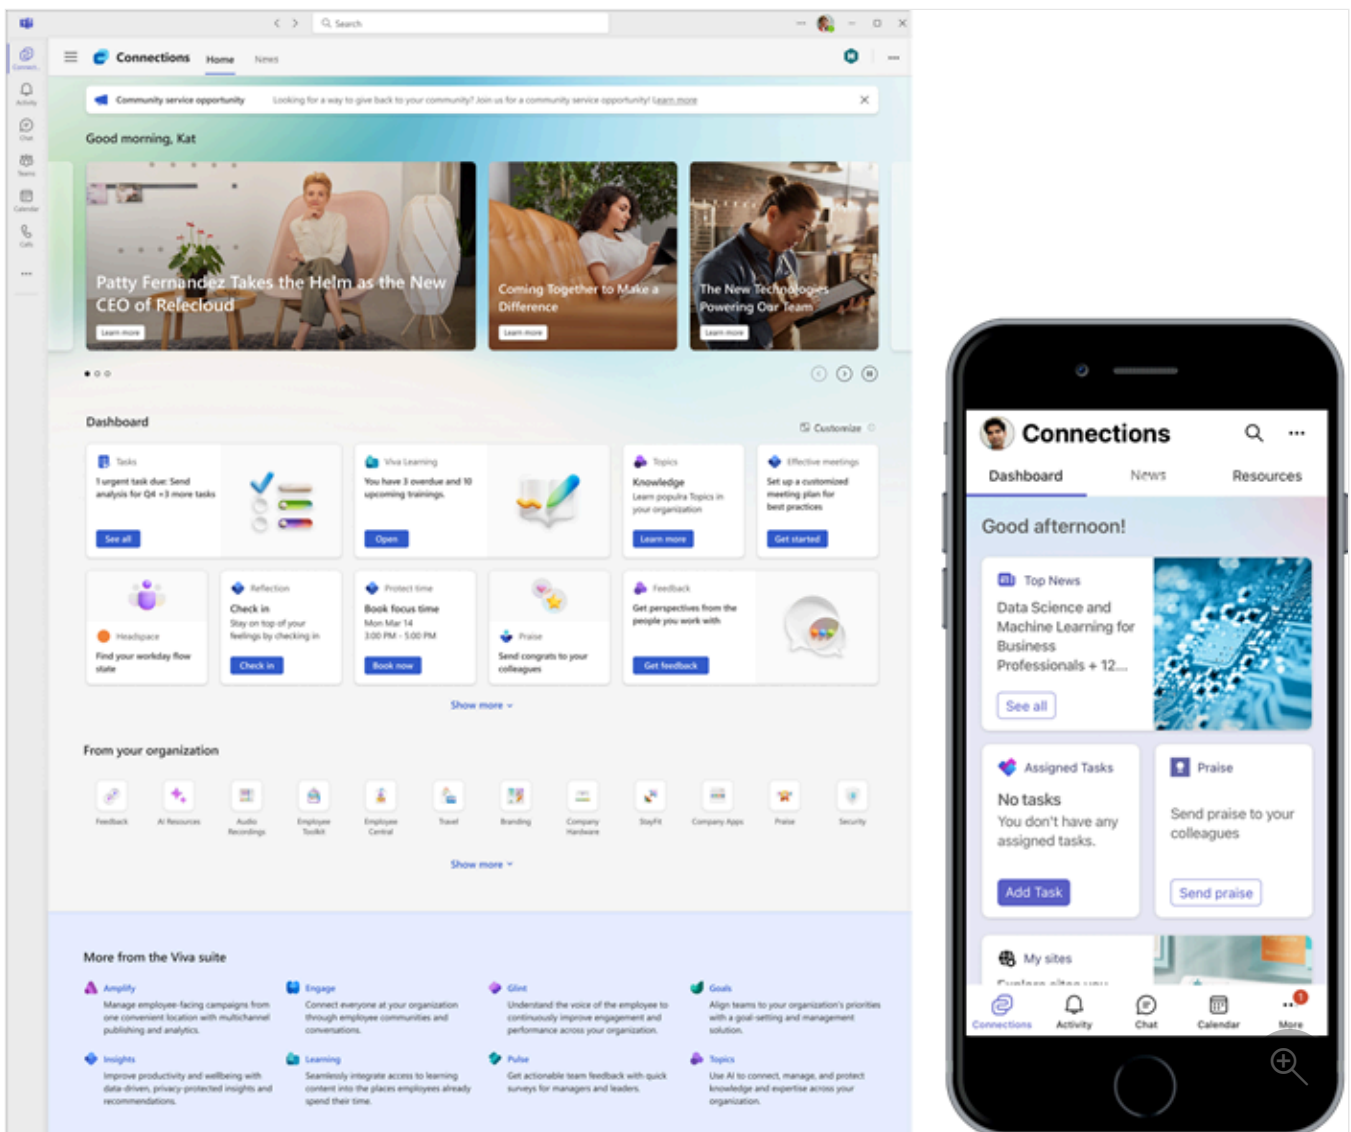 Search
Connections
Home
News
Connect...
Activity
Chat
Teams
Calendar
Calls
Community service opportunity
Looking for a way to give back to your community? Join us for a community service opportunity! Learn more
Good morning, Kat
Patty Fernandez Takes the Helm as the New
CEO of Relecloud
Learn more
Coming Together to Make a
Difference
Learn more
The New Technologies
Powering Our Team
Learn more
Dashboard
Customize
Tasks
1 urgent task due: Send
analysis for Q4 +3 more tasks
See all
Viva Learning
You have 3 overdue and 10
upcoming trainings.
Open
Topics
Knowledge
Learn populra Topics in
your organization
Learn more
Effective meetings
Set up a customized
meeting plan for
best practices
Get started
Headspace
Find your workday flow
state
Reflection
Check in
Stay on top of your
feelings by checking in
Check in
Protect time
Book focus time
Mon Mar 14
3:00 PM - 5:00 PM
Book now
Praise
Send congrats to your
colleagues
Feedback
Get perspectives from the
people you work with
Get feedback
Show more
From your organization
Feedback
AI Resources
Audio
Recordings
Employee
Toolkit
Employee
Central
Travel
Branding
Company
Hardware
StayFit
Company Apps
Praise
Security
Show more
More from the Viva suite
Amplify
Manage employee-facing campaigns from
one convenient location with multichannel
publishing and analytics.
Engage
Connect everyone at your organization
through employee communities and
conversations.
Glint
Understand the voice of the employee to
continuously improve engagement and
performance across your organization.
Goals
Align teams to your organization's priorities
with a goal-setting and management
solution.
Insights
Improve productivity and wellbeing with
data-driven, privacy-protected insights and
recommendations.
Learning
Seamlessly integrate access to learning
content into the places employees already
spend their time.
Pulse
Get actionable team feedback with quick
surveys for managers and leaders.
Topics
Use AI to connect, manage, and protect
knowledge and expertise across your
organization.
Connections
Dashboard
News
Resources
Good afternoon!
Top News
Data Science and
Machine Learning for
Business
Professionals + 12...
See all
Assigned Tasks
No tasks
You don't have any
assigned tasks.
Add Task
Praise
Send praise to your
colleagues
Send praise
My sites
Explore sites you
Connections
Activity
Chat
Calendar
1
More